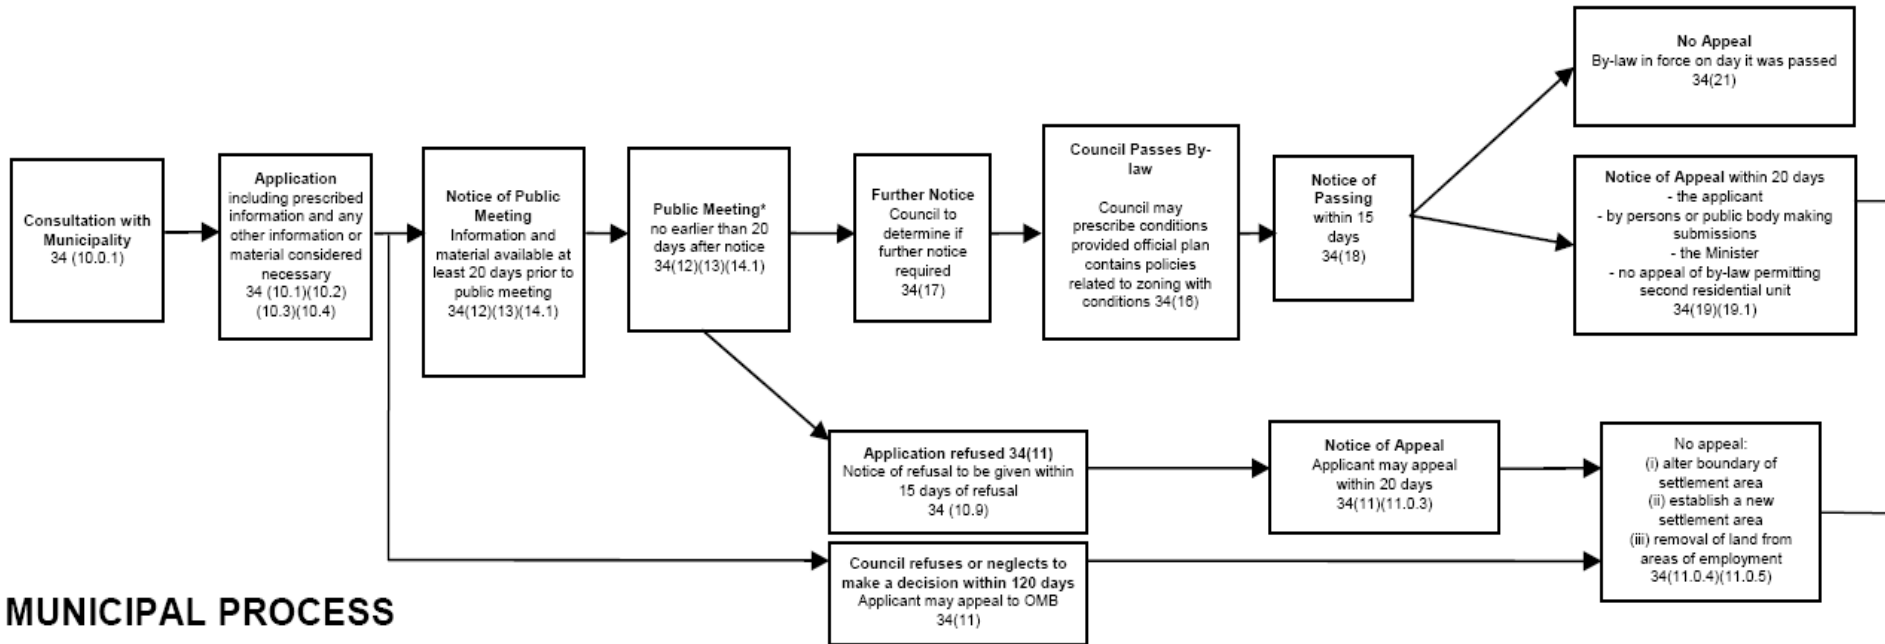 No Appeal
By-law in force on day it was passed
34(21)
Consultation with
Municipality
34 (10.0.1)
Application
including prescribed
information and any
other information or
material considered
necessary
34 (10.1)(10.2)
(10.3)(10.4)
Notice of Public
Meeting
Information and
material available at
least 20 days prior to
public meeting
34(12)(13)(14.1)
Public Meeting*
no earlier than 20
days after notice
34(12)(13)(14.1)
Further Notice
Council to
determine if
further notice
required
34(17)
Council Passes By-
law
Council may
prescribe conditions
provided official plan
contains policies
related to zoning with
conditions 34(16)
Notice of
Passing
within 15
days
34(18)
Notice of Appeal within 20 days
- the applicant
- by persons or public body making
submissions
- the Minister
- no appeal of by-law permitting
second residential unit
34(19)(19.1)
Application refused 34(11)
Notice of refusal to be given within
15 days of refusal
34 (10.9)
Notice of Appeal
Applicant may appeal
within 20 days
34(11)(11.0.3)
No appeal:
(i) alter boundary of
settlement area
(ii) establish a new
settlement area
(iii) removal of land from
areas of employment
34(11.0.4)(11.0.5)
Council refuses or neglects to
make a decision within 120 days
Applicant may appeal to OMB
34(11)
MUNICIPAL PROCESS